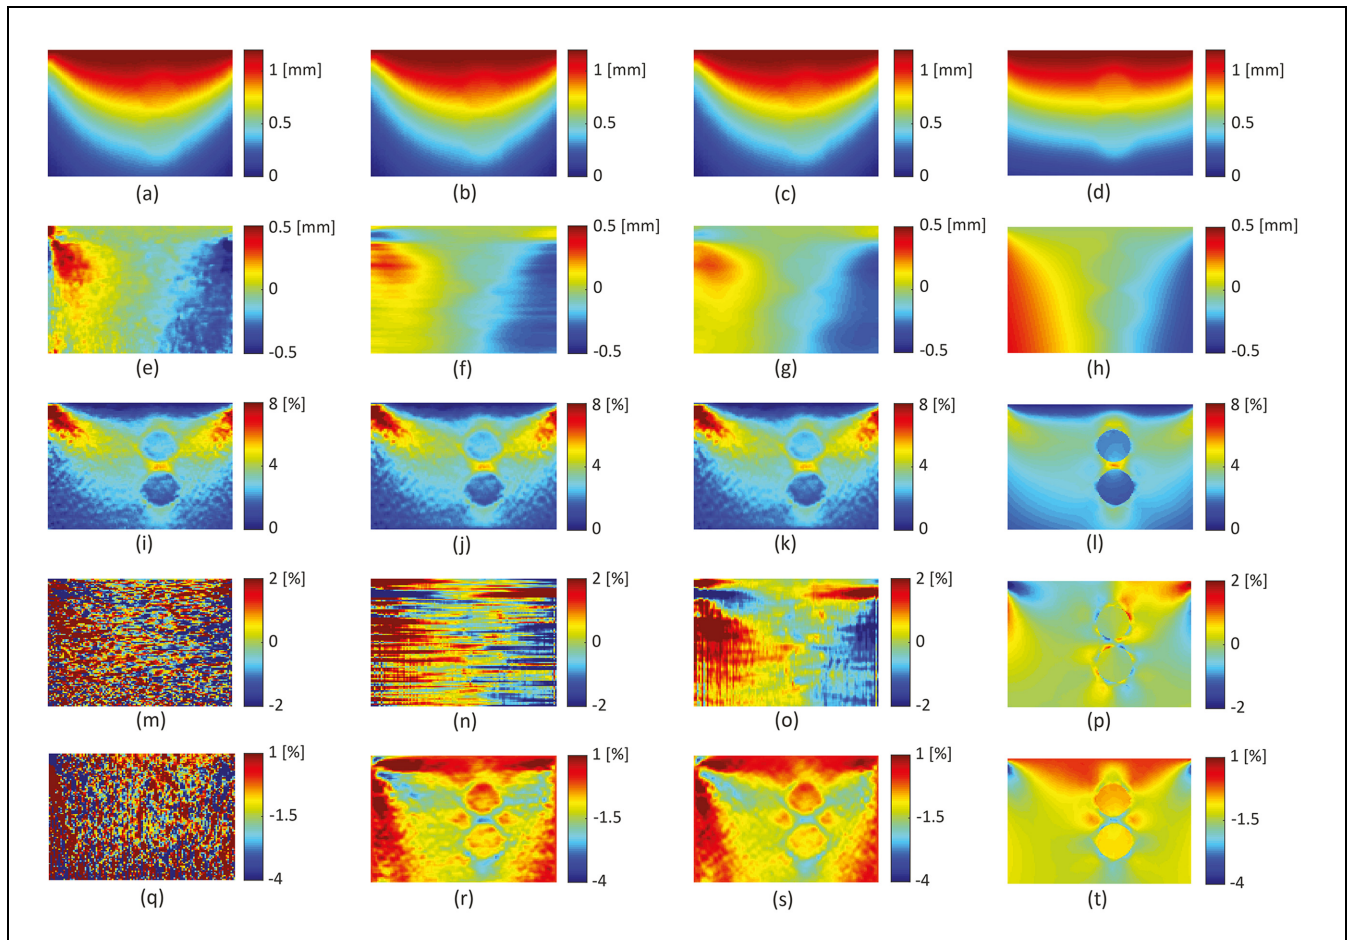 1 [mm] 1 [mm] 1 [mm] 1 [mm]
0.5 0.5 0.5 0.5
0 0 0 0
(a) (b) (c) (d)
0.5 [mm] 0.5 [mm] 0.5 [mm] 0.5 [mm]
0 0 0 0
-0.5 -0.5 -0.5 -0.5
(e) (f) (g) (h)
8 [%] 8 [%] 8 [%] 8 [%]
4 4 4 4
0 0 0 0
(i) (j) (k) (l)
2 [%] 2 [%] 2 [%] 2 [%]
0 0 0 0
-2 -2 -2 -2
(m) (n) (o) (p)
1 [%] 1 [%] 1 [%] 1 [%]
-1.5 -1.5 -1.5 -1.5
-4 -4 -4 -4
(q) (r) (s) (t)